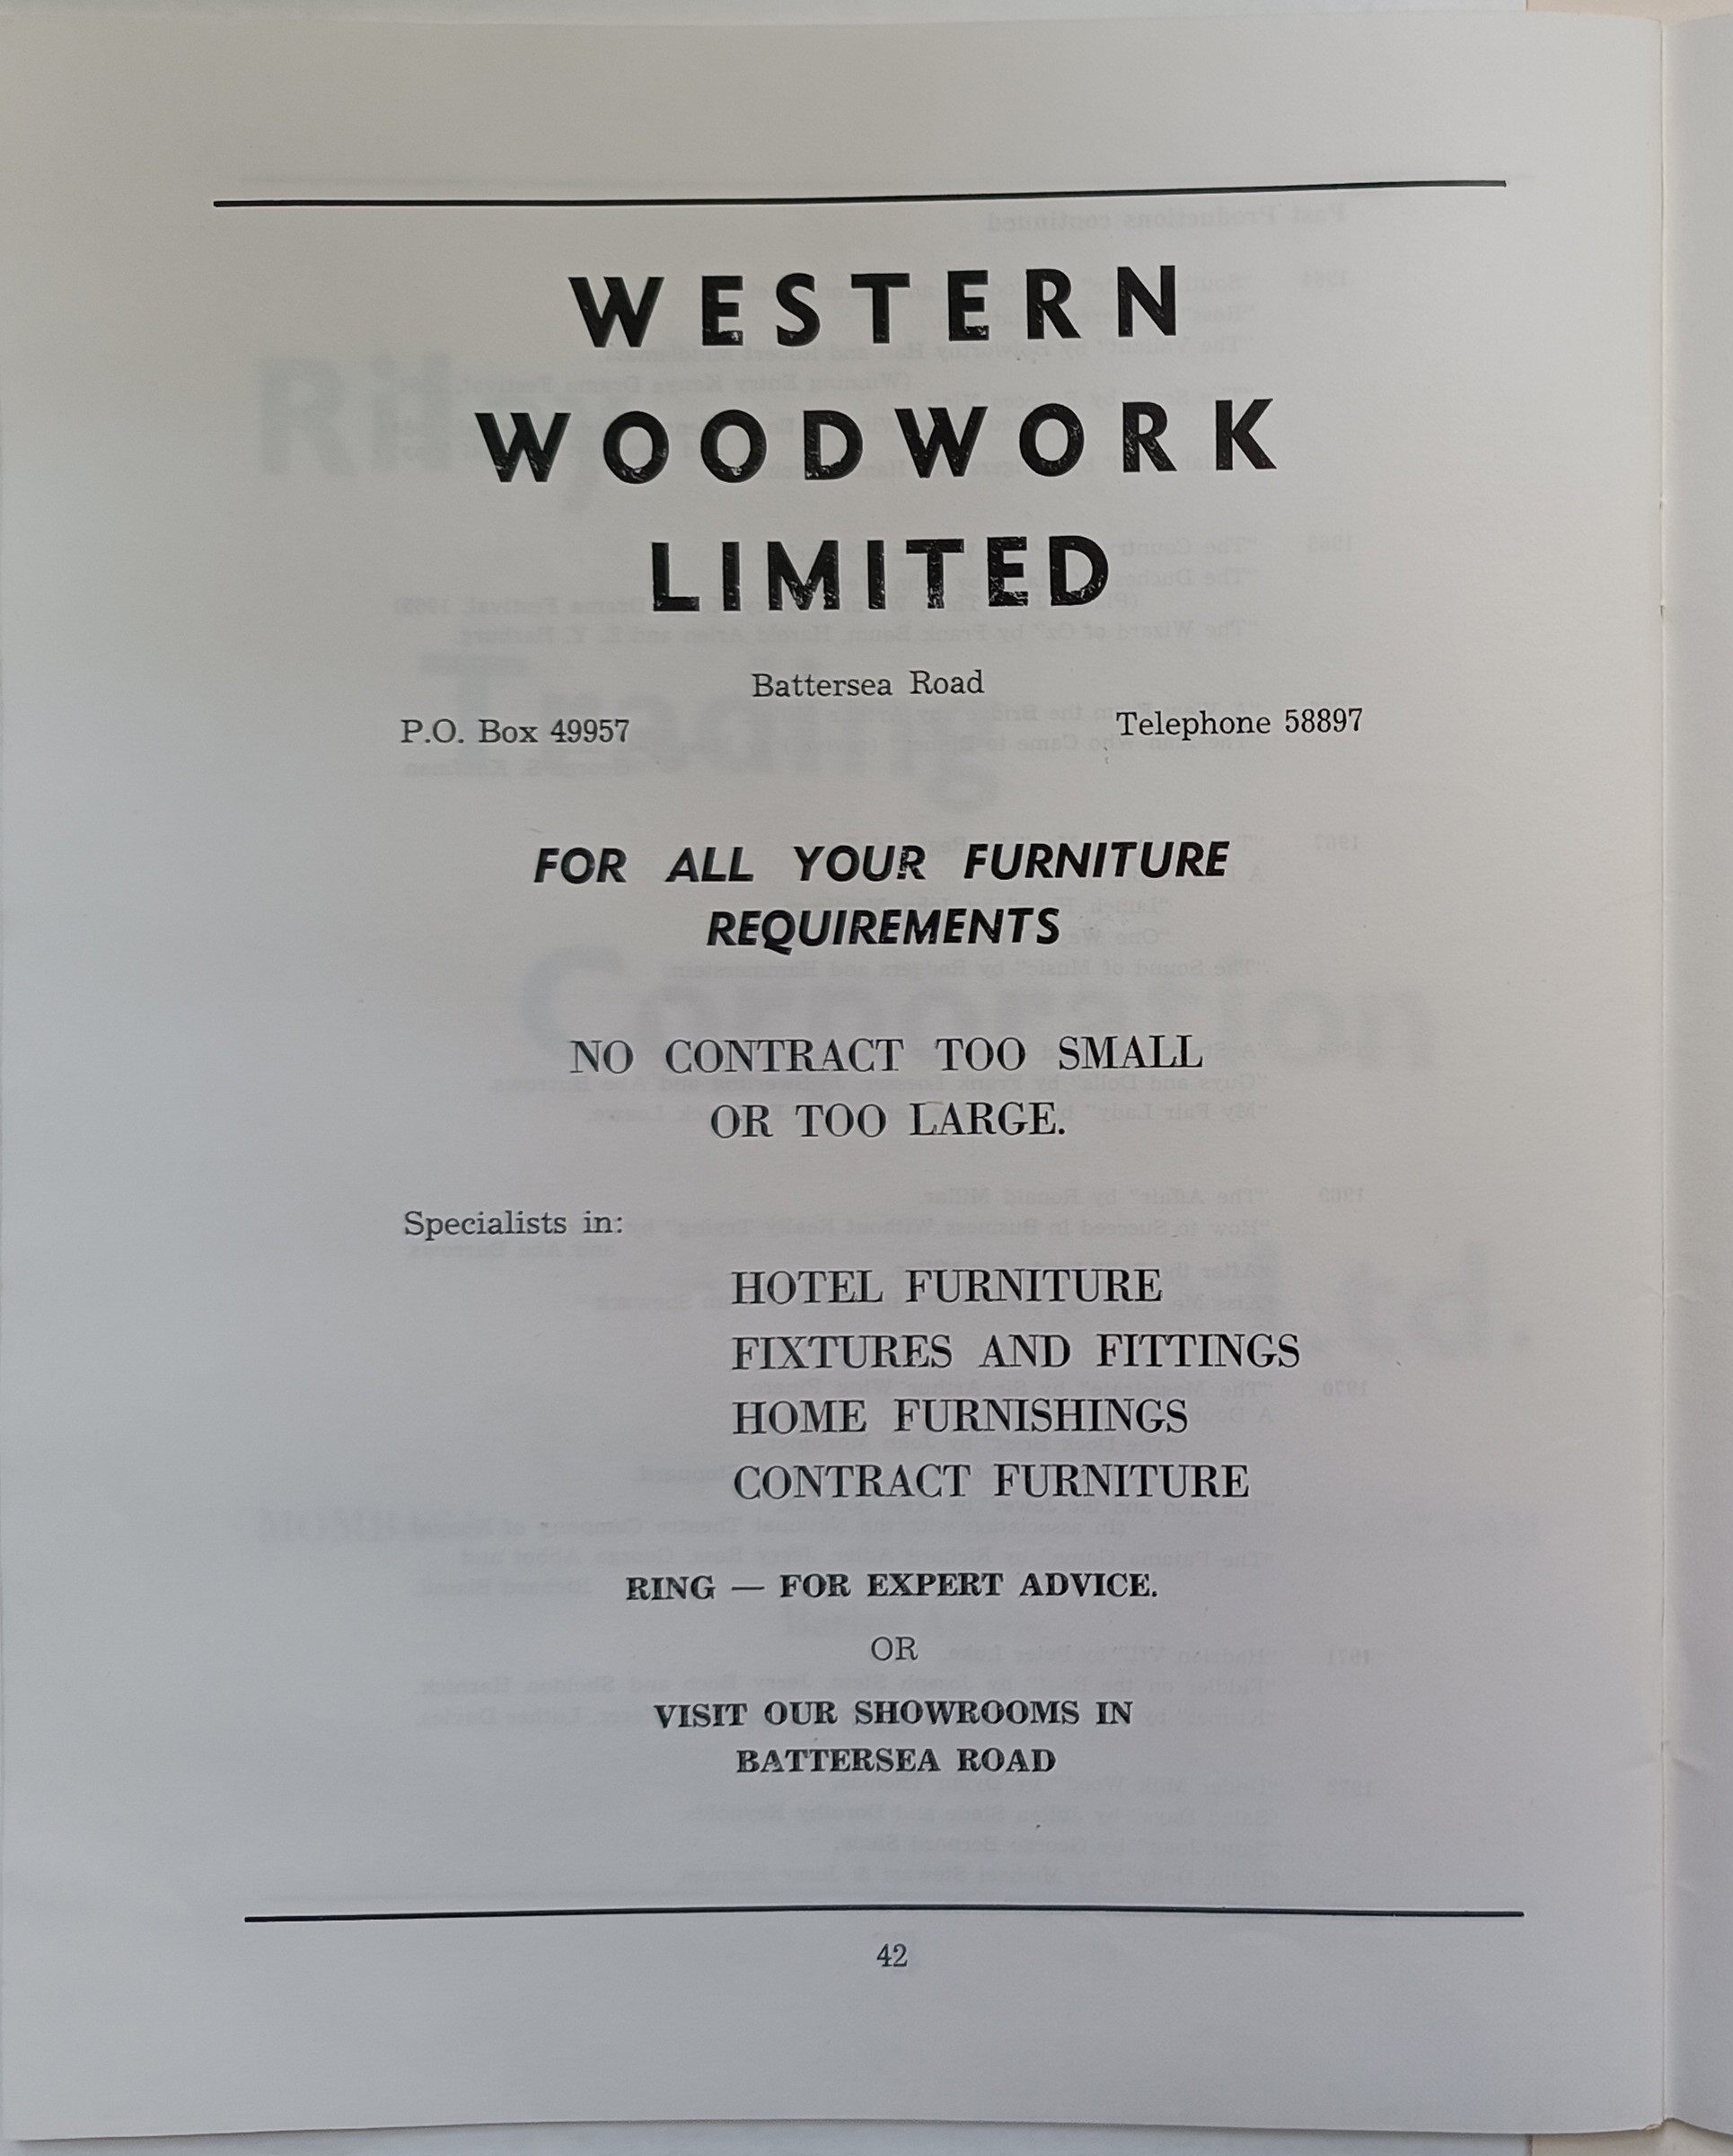 WESTERN
WOODWORK
LIMITED
Battersea Road
P.O. Box 49957 Telephone 58897
FOR ALL YOUR FURNITURE
REQUIREMENTS
NO CONTRACT TOO SMALL
OR TOO LARGE.
Specialists in:
HOTEL FURNITURE
FIXTURES AND FITTINGS
HOME FURNISHINGS
CONTRACT FURNITURE
RING — FOR EXPERT ADVICE.
OR
VISIT OUR SHOWROOMS IN
BATTERSEA ROAD
42